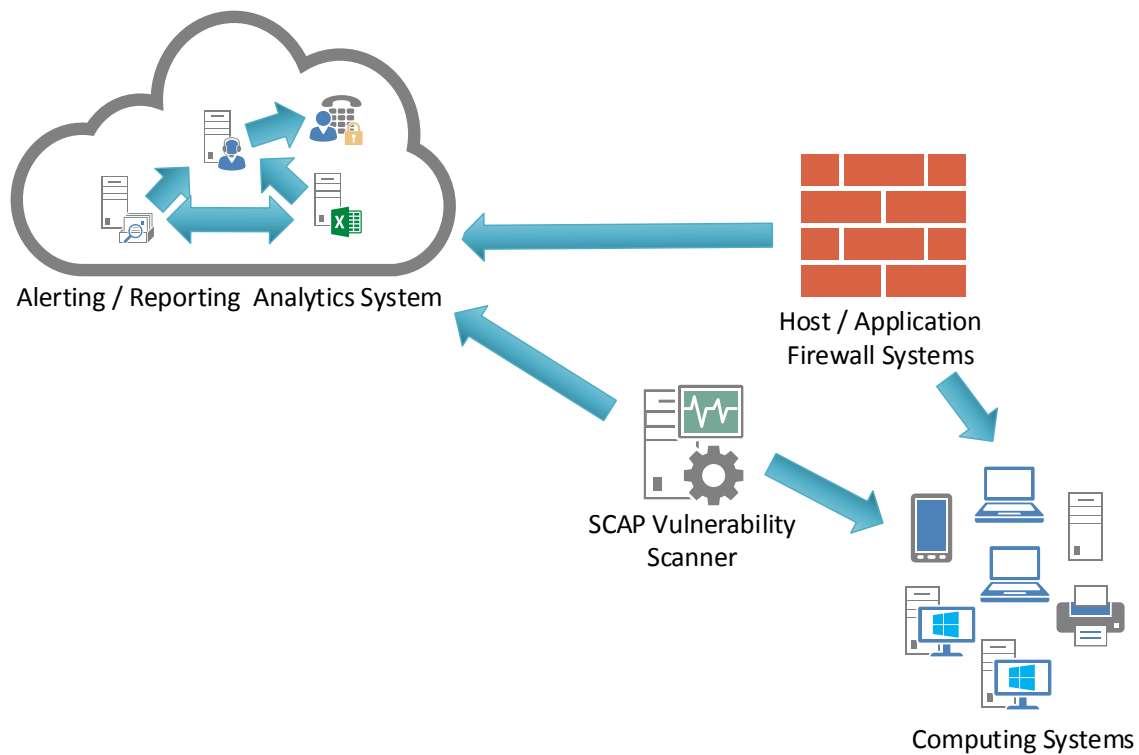 Alerting / Reporting  Analytics System
Host / Application
Firewall Systems
SCAP Vulnerability
Scanner
Computing Systems